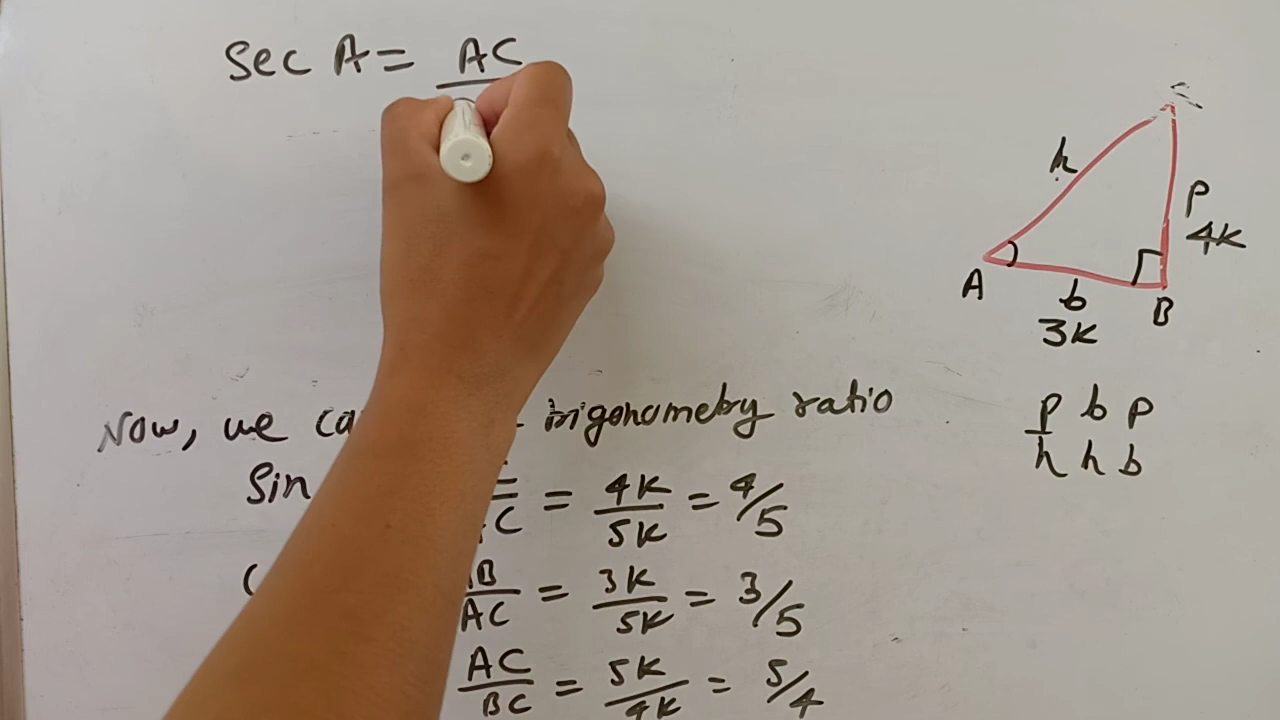 sec A = AC
C
h
p
4K
A
b
B
3K
p b p
h h b
Now, we trigonometry ratio
Sin = 4K/5K = 4/5
AB/AC = 3K/5K = 3/5
AC/BC = 5K/4K = 5/4